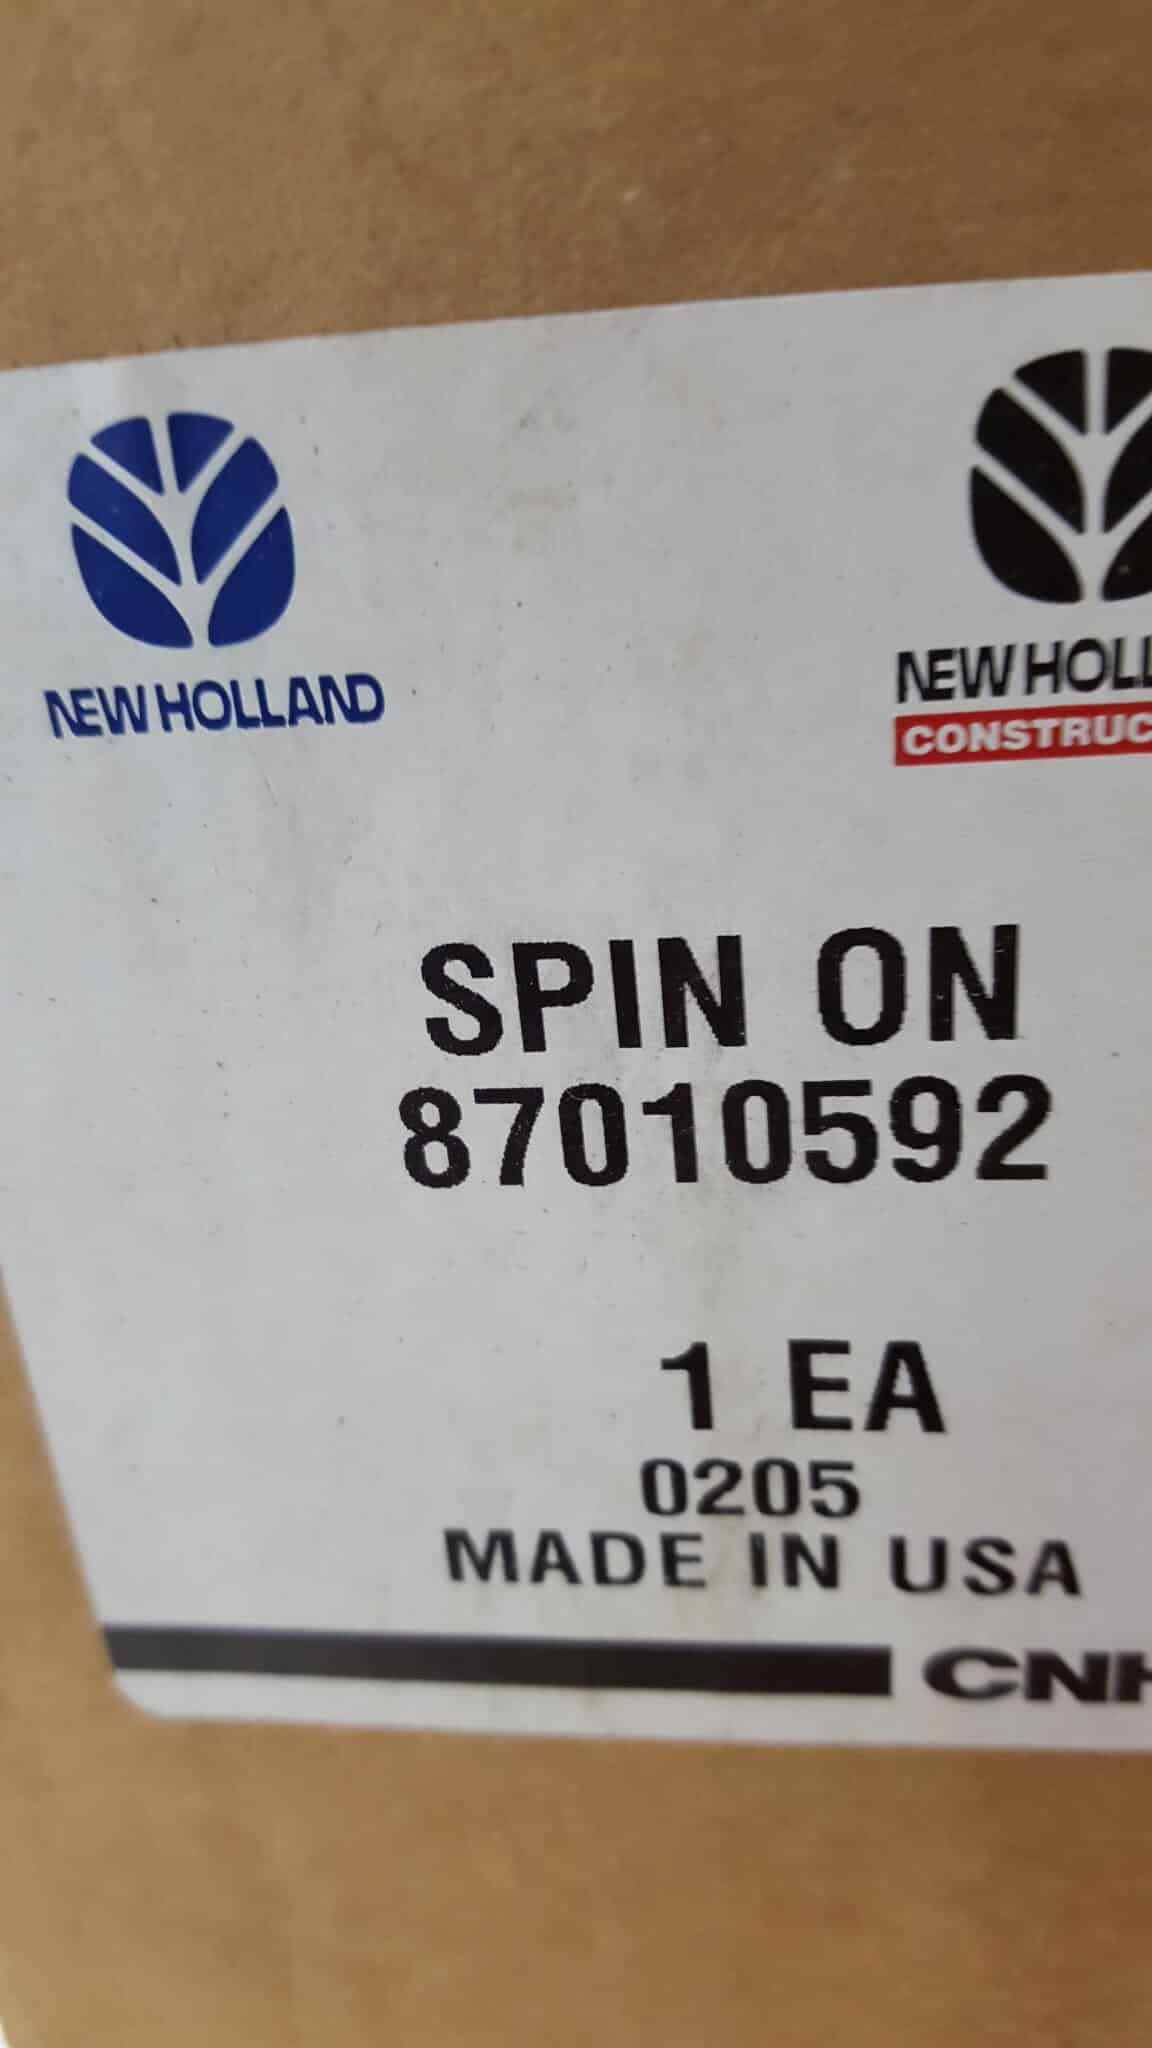 NEW HOLLAND
NEW HOLL
CONSTRUC
SPIN ON
87010592
1 EA
0205
MADE IN USA
CNH